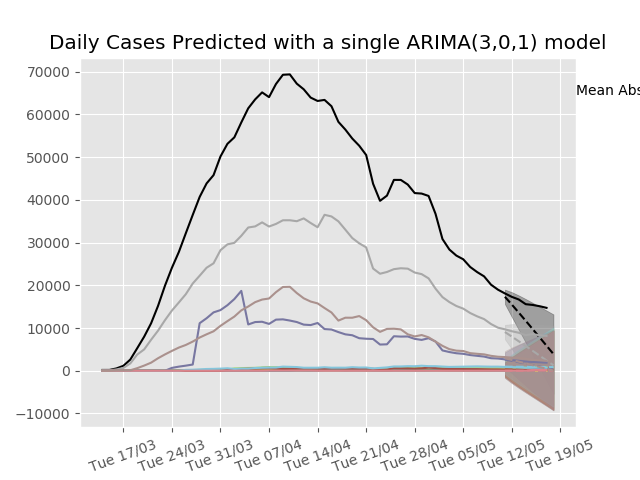 Daily Cases Predicted with a single ARIMA(3,0,1) model
70000
Mean Abs
60000
50000
40000
30000
20000
10000
0
−10000
Tue 17/03
Tue 24/03
Tue 31/03
Tue 07/04
Tue 14/04
Tue 21/04
Tue 28/04
Tue 05/05
Tue 12/05
Tue 19/05